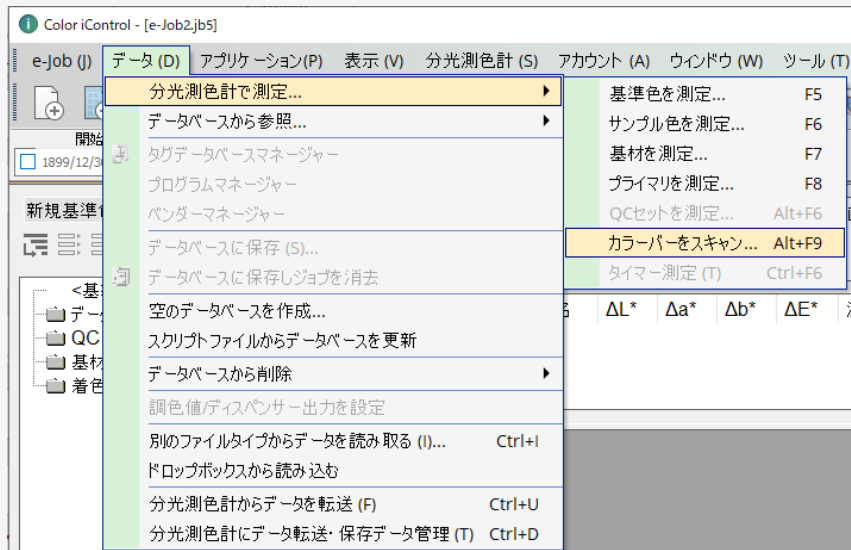 Color iControl - [e-Job2.jb5]
e-Job (J) データ (D) アプリケーション(P) 表示 (V) 分光測色計 (S) アカウント (A) ウィンドウ (W) ツール (T)
分光測色計で測定...
データベースから参照...
タグデータベースマネージャー
プログラムマネージャー
ベンダーマネージャー
データベースに保存 (S)...
データベースに保存しジョブを消去
空のデータベースを作成...
スクリプトファイルからデータベースを更新
データベースから削除
調色値/ディスペンサー出力を設定
別のファイルタイプからデータを読み取る (I)... Ctrl+I
ドロップボックスから読み込む
分光測色計からデータを転送 (F) Ctrl+U
分光測色計にデータ転送・保存データ管理 (T) Ctrl+D
基準色を測定... F5
サンプル色を測定... F6
基材を測定... F7
プライマリを測定... F8
QCセットを測定... Alt+F6
カラーバーをスキャン... Alt+F9
タイマー測定 (T) Ctrl+F6
開始
1899/12/3
新規基準
<基
デー
QC
基材
着色
ΔL* Δa* Δb* ΔE*